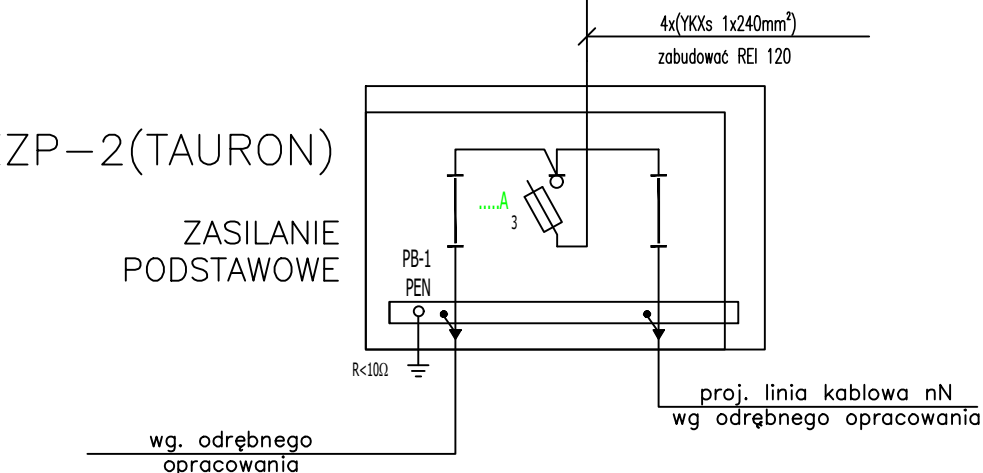 4x(YKXs 1x240mm²)
zabudować REI 120
ZP-2(TAURON)
.....A
3
ZASILANIE
PODSTAWOWE
PB-1
PEN
R<10Ω
proj. linia kablowa nN
wg odrębnego opracowania
wg. odrębnego
opracowania